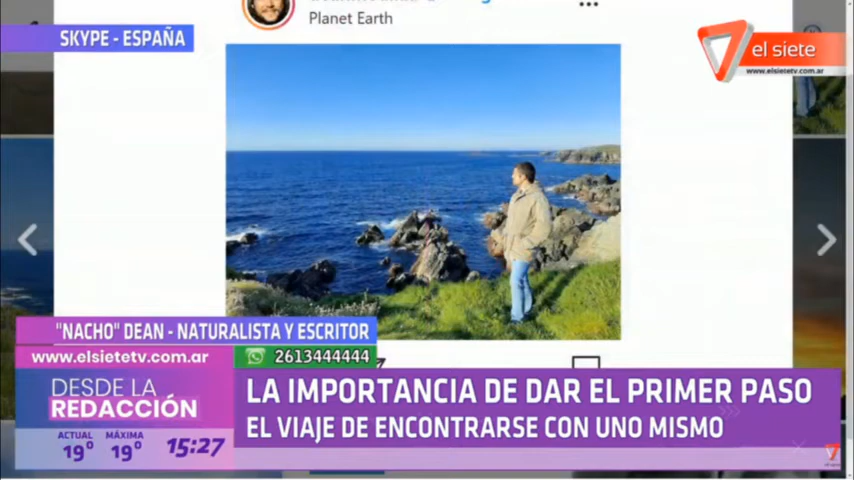 Planet Earth
SKYPE - ESPAÑA
el siete
www.elsietetv.com.ar
"NACHO" DEAN - NATURALISTA Y ESCRITOR
www.elsietetv.com.ar
2613444444
DESDE LA
REDACCIÓN
LA IMPORTANCIA DE DAR EL PRIMER PASO
EL VIAJE DE ENCONTRARSE CON UNO MISMO
ACTUAL
19º
MÁXIMA
19º
15:27